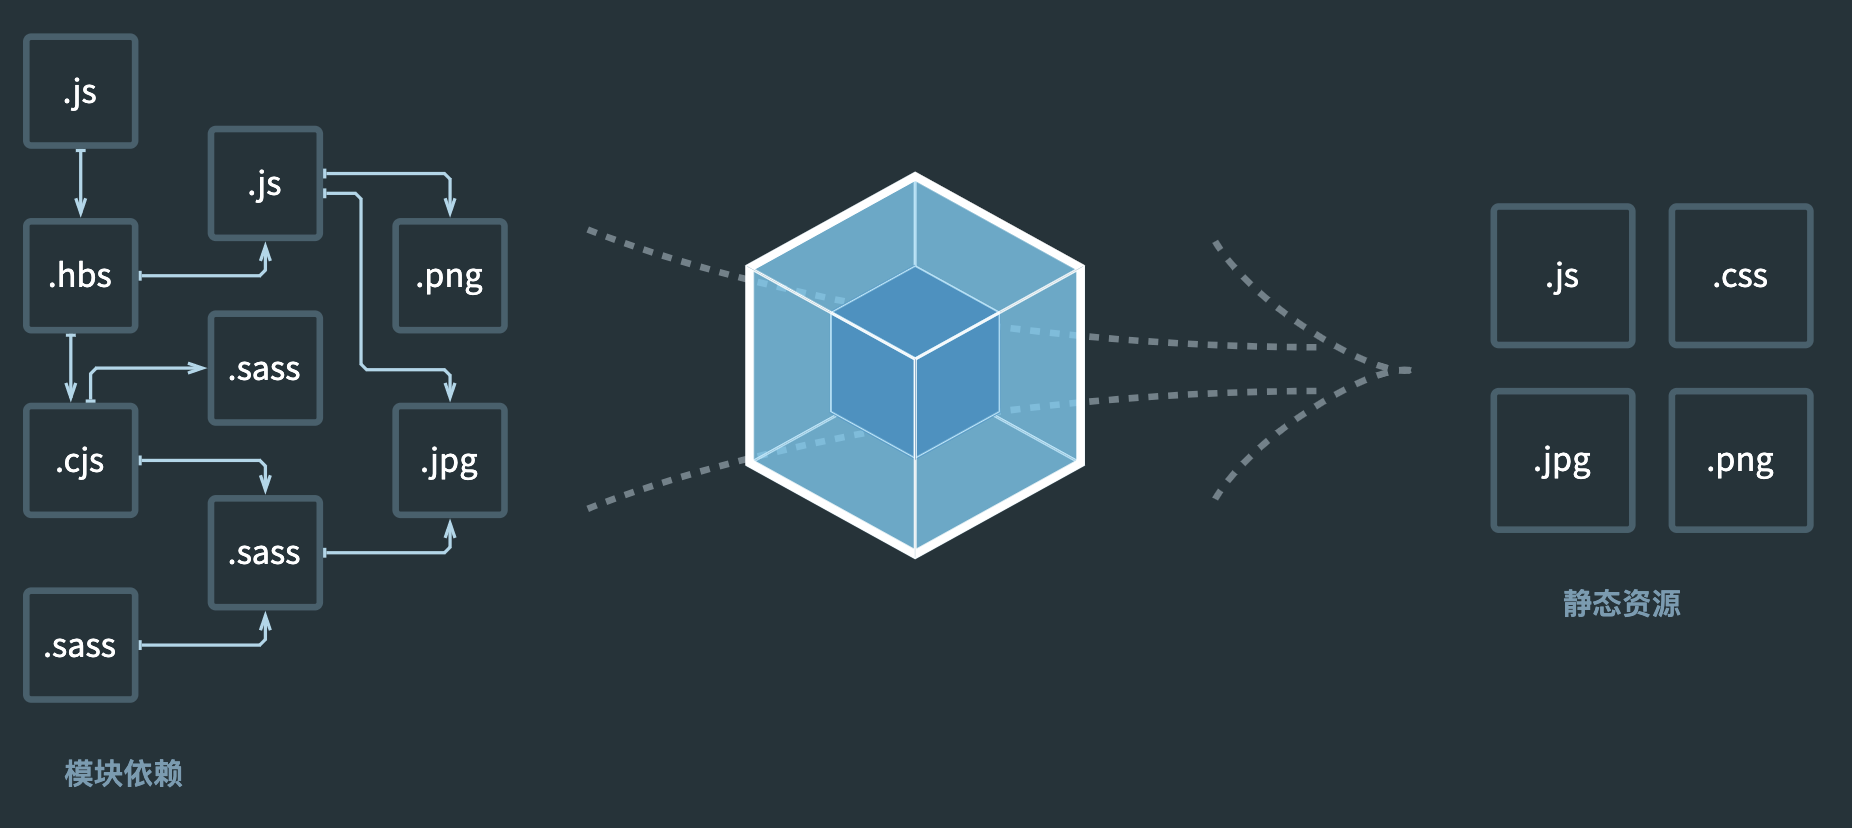 .js
.js
.hbs
.png
.sass
.cjs
.jpg
.sass
.sass
模块依赖
.js
.css
.jpg
.png
静态资源